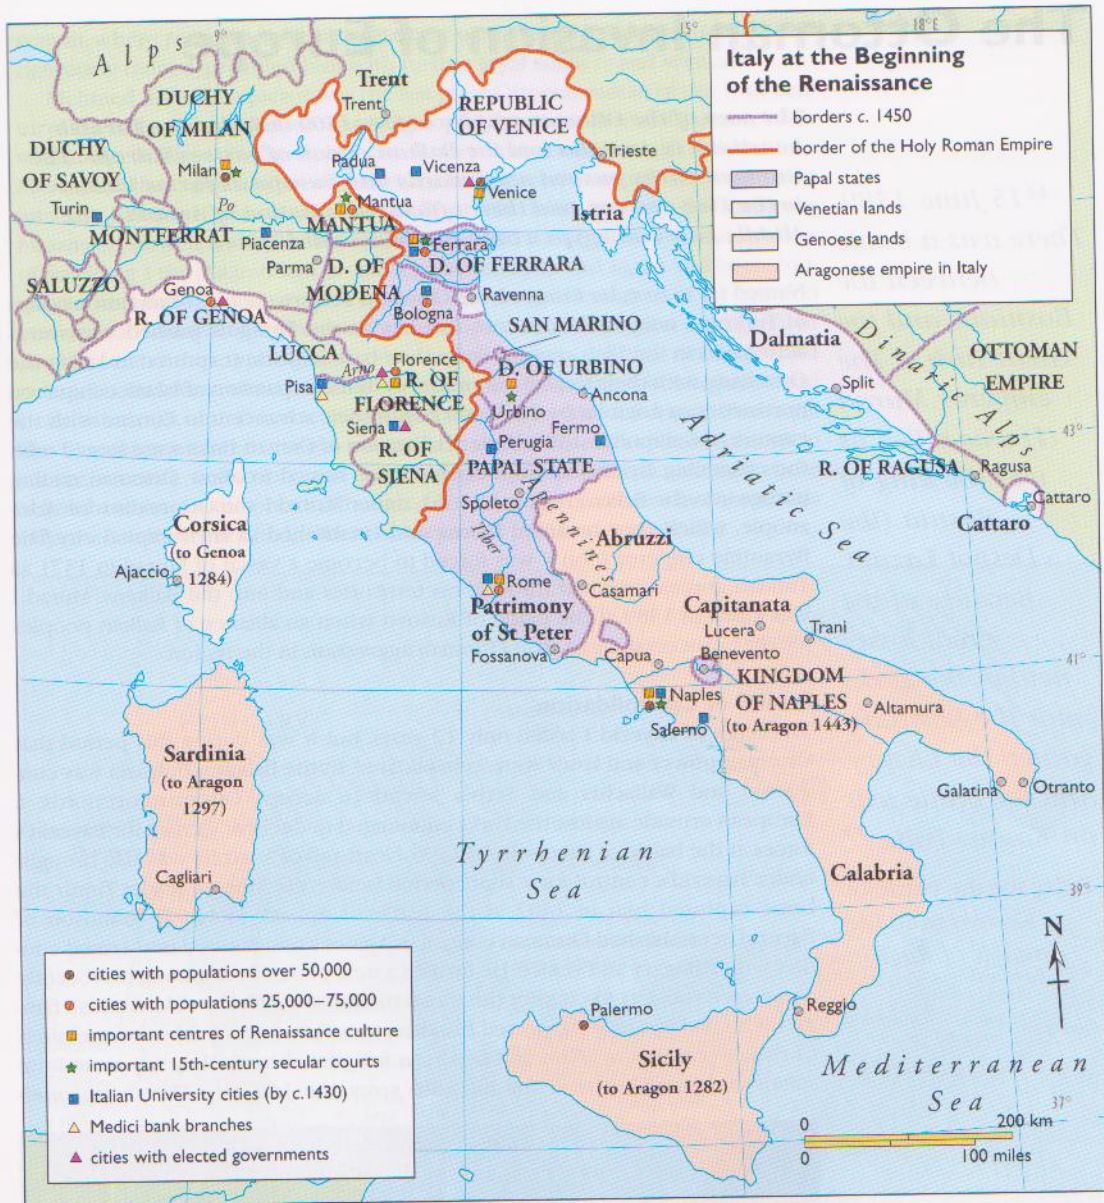 9°
15°
18°E
Alps
Trent
Trent
DUCHY
OF MILAN
REPUBLIC
OF VENICE
DUCHY
OF SAVOY
Milan
Padua
Vicenza
Venice
Trieste
Turin
Po
Mantua
MANTUA
Istria
MONTFERRAT
Piacenza
Ferrara
D. OF FERRARA
Parma
D. OF
MODENA
SALUZZO
Genoa
R. OF GENOA
Bologna
Ravenna
SAN MARINO
LUCCA
Arno
Florence
R. OF
FLORENCE
D. OF URBINO
Urbino
Ancona
Pisa
Siena
R. OF
SIENA
Perugia
Fermo
PAPAL STATE
Spoleto
Apennines
Tiber
Adriatic Sea
Dalmatia
Split
Dinaric Alps
OTTOMAN
EMPIRE
43°
R. OF RAGUSA
Ragusa
Cattaro
Cattaro
Corsica
(to Genoa
1284)
Ajaccio
Abruzzi
Rome
Casamari
Patrimony
of St Peter
Fossanova
Capitanata
Lucera
Trani
Capua
Benevento
41°
KINGDOM
OF NAPLES
(to Aragon 1443)
Naples
Salerno
Altamura
Galatina
Otranto
Sardinia
(to Aragon
1297)
Cagliari
Tyrrhenian
Sea
Calabria
39°
N
Palermo
Reggio
Sicily
(to Aragon 1282)
Mediterranean
Sea
37°
0
200 km
0
100 miles
Italy at the Beginning
of the Renaissance
borders c. 1450
border of the Holy Roman Empire
Papal states
Venetian lands
Genoese lands
Aragonese empire in Italy
cities with populations over 50,000
cities with populations 25,000–75,000
important centres of Renaissance culture
important 15th-century secular courts
Italian University cities (by c.1430)
Medici bank branches
cities with elected governments